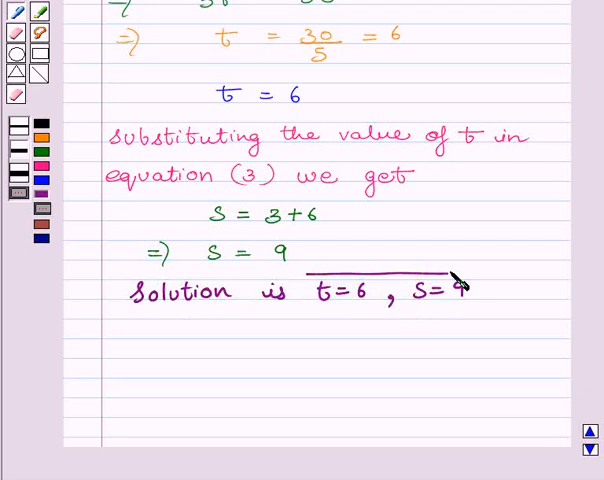 => t = 30/5 = 6
t = 6
substituting the value of t in
equation (3) we get
s = 3+6
=> s = 9
Solution is t=6 , s=9